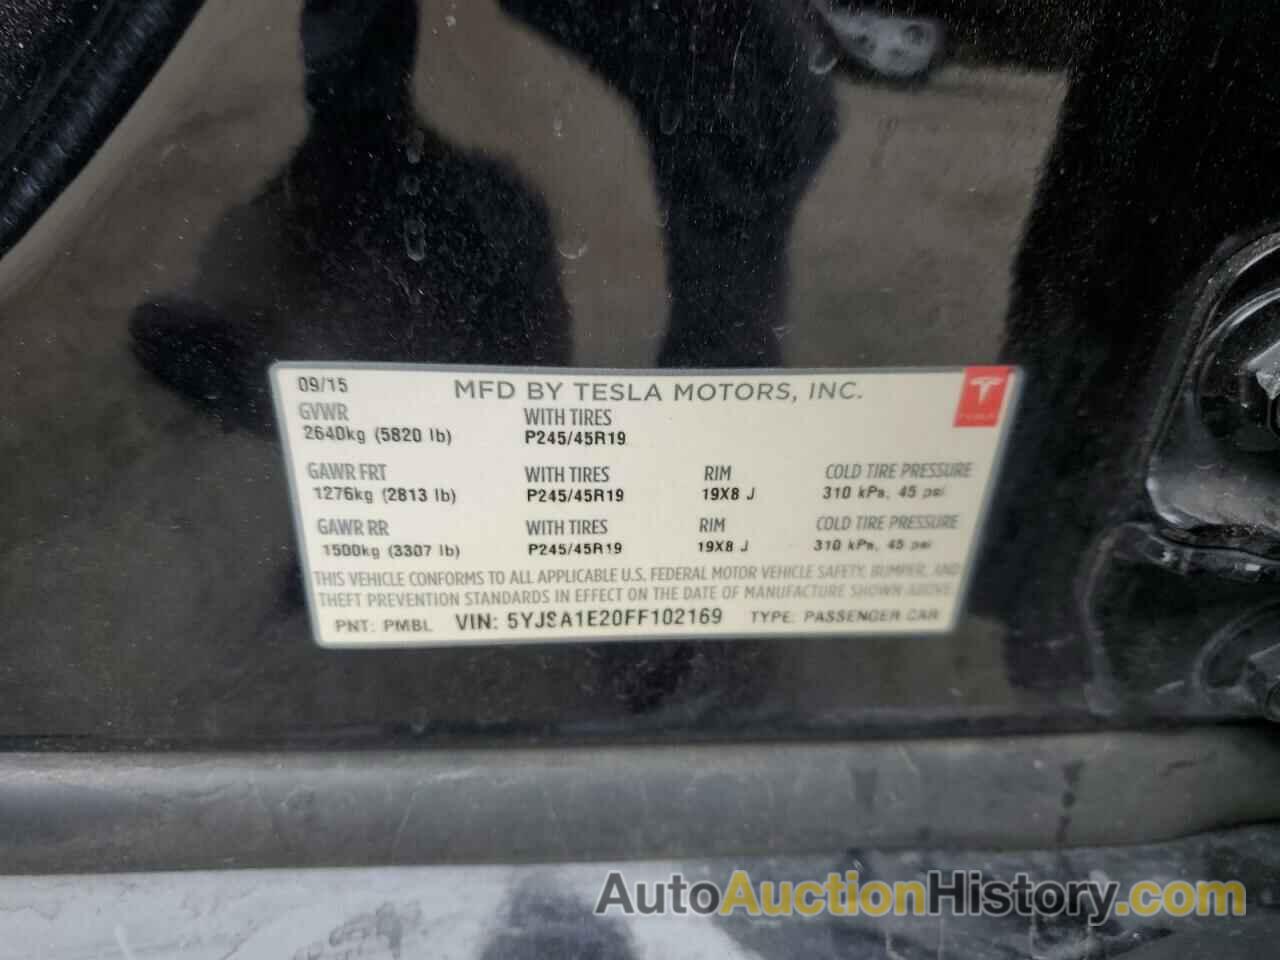 09/15 MFD BY TESLA MOTORS, INC.
GVWR WITH TIRES
2640kg (5820 lb) P245/45R19
GAWR FRT WITH TIRES RIM COLD TIRE PRESSURE
1276kg (2813 lb) P245/45R19 19X8 J 310 kPa, 45 psi
GAWR RR WITH TIRES RIM COLD TIRE PRESSURE
1500kg (3307 lb) P245/45R19 19X8 J 310 kPa, 45 psi
THIS VEHICLE CONFORMS TO ALL APPLICABLE U.S. FEDERAL MOTOR VEHICLE SAFETY, BUMPER, AND
THEFT PREVENTION STANDARDS IN EFFECT ON THE DATE OF MANUFACTURE SHOWN ABOVE.
PNT: PMBL VIN: 5YJSA1E20FF102169 TYPE: PASSENGER CAR
TESLA
AutoAuctionHistory.com